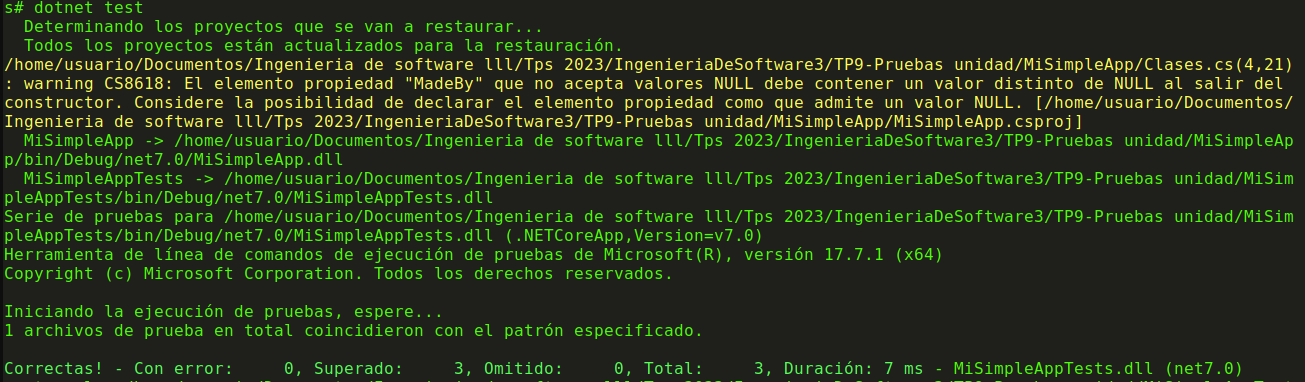 s# dotnet test
  Determinando los proyectos que se van a restaurar...
  Todos los proyectos están actualizados para la restauración.
/home/usuario/Documentos/Ingenieria de software lll/Tps 2023/IngenieriaDeSoftware3/TP9-Pruebas unidad/MiSimpleApp/Clases.cs(4,21)
: warning CS8618: El elemento propiedad "MadeBy" que no acepta valores NULL debe contener un valor distinto de NULL al salir del
constructor. Considere la posibilidad de declarar el elemento propiedad como que admite un valor NULL. [/home/usuario/Documentos/
Ingenieria de software lll/Tps 2023/IngenieriaDeSoftware3/TP9-Pruebas unidad/MiSimpleApp/MiSimpleApp.csproj]
  MiSimpleApp -> /home/usuario/Documentos/Ingenieria de software lll/Tps 2023/IngenieriaDeSoftware3/TP9-Pruebas unidad/MiSimpleAp
p/bin/Debug/net7.0/MiSimpleApp.dll
  MiSimpleAppTests -> /home/usuario/Documentos/Ingenieria de software lll/Tps 2023/IngenieriaDeSoftware3/TP9-Pruebas unidad/MiSim
pleAppTests/bin/Debug/net7.0/MiSimpleAppTests.dll
Serie de pruebas para /home/usuario/Documentos/Ingenieria de software lll/Tps 2023/IngenieriaDeSoftware3/TP9-Pruebas unidad/MiSim
pleAppTests/bin/Debug/net7.0/MiSimpleAppTests.dll (.NETCoreApp,Version=v7.0)
Herramienta de línea de comandos de ejecución de pruebas de Microsoft(R), versión 17.7.1 (x64)
Copyright (c) Microsoft Corporation. Todos los derechos reservados.

Iniciando la ejecución de pruebas, espere...
1 archivos de prueba en total coincidieron con el patrón especificado.

Correctas! - Con error:     0, Superado:     3, Omitido:     0, Total:     3, Duración: 7 ms - MiSimpleAppTests.dll (net7.0)